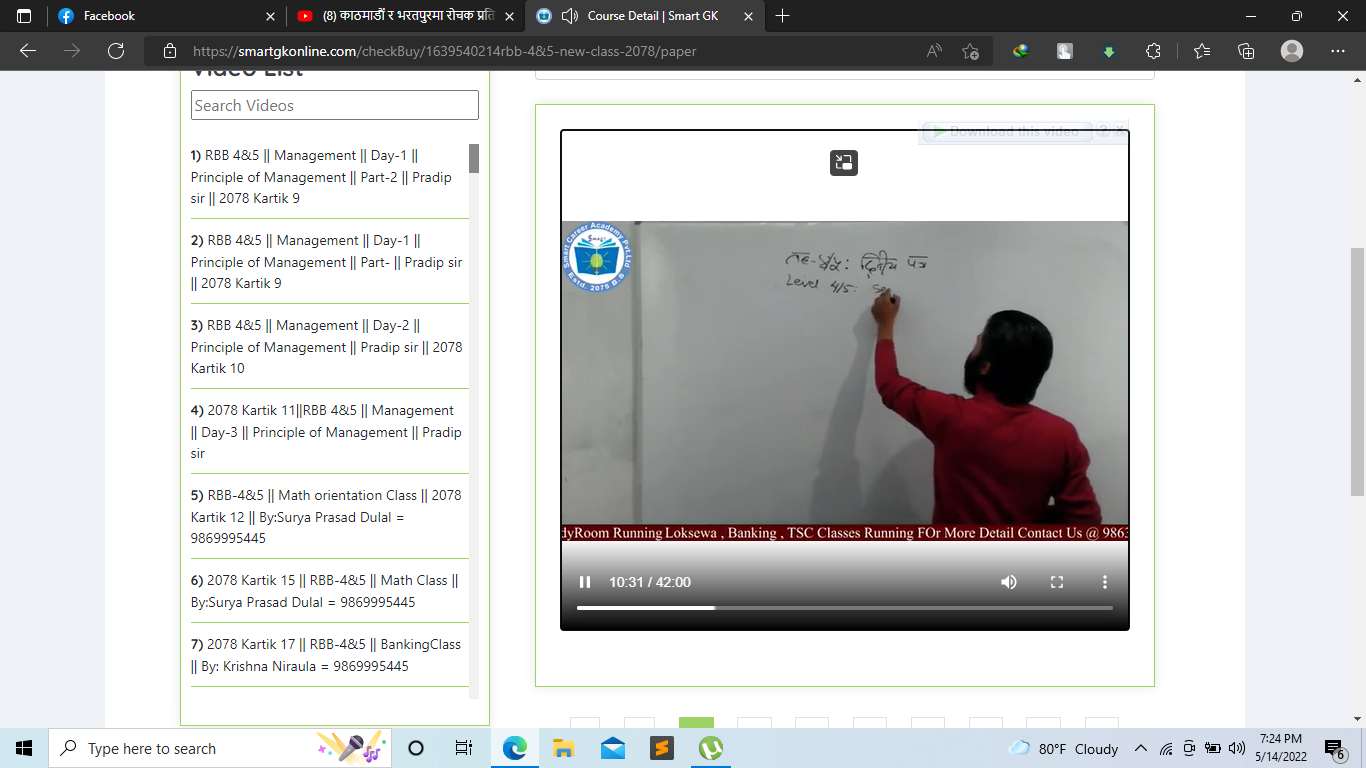 Facebook
(8) काठमाडौं र भरतपुरमा रोचक प्रति
Course Detail | Smart GK
https://smartgkonline.com/checkBuy/1639540214rbb-4&5-new-class-2078/paper
Video List
Search Videos
1) RBB 4&5 || Management || Day-1 ||
Principle of Management || Part-2 || Pradip
sir || 2078 Kartik 9
2) RBB 4&5 || Management || Day-1 ||
Principle of Management || Part- || Pradip sir
|| 2078 Kartik 9
3) RBB 4&5 || Management || Day-2 ||
Principle of Management || Pradip sir || 2078
Kartik 10
4) 2078 Kartik 11||RBB 4&5 || Management
|| Day-3 || Principle of Management || Pradip
sir
5) RBB-4&5 || Math orientation Class || 2078
Kartik 12 || By:Surya Prasad Dulal =
9869995445
6) 2078 Kartik 15 || RBB-4&5 || Math Class ||
By:Surya Prasad Dulal = 9869995445
7) 2078 Kartik 17 || RBB-4&5 || BankingClass
|| By: Krishna Niraula = 9869995445
Download this video ? X
Smart Career Academy Pvt.Ltd
SMART
Estd. 2075 B.S
द्वितीय पत्र
Level 4/5: Se
dyRoom Running Loksewa , Banking , TSC Classes Running FOr More Detail Contact Us @ 986
10:31 / 42:00
Type here to search
80°F Cloudy
7:24 PM
5/14/2022
6